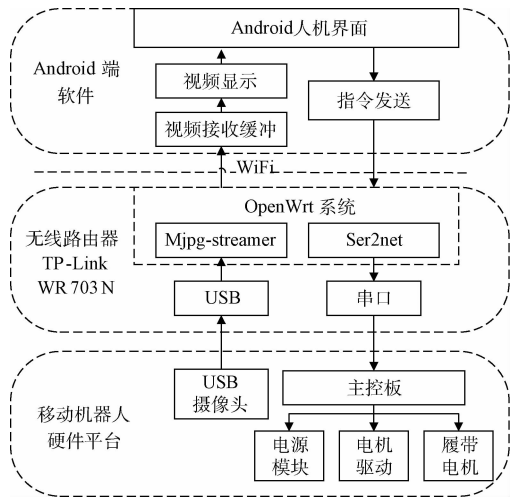 Android人机界面
Android 端
软件
视频显示
指令发送
视频接收缓冲
WiFi
OpenWrt 系统
无线路由器
TP-Link
WR 703 N
Mjpg-streamer
Ser2net
USB
串口
移动机器人
硬件平台
USB
摄像头
主控板
电源
模块
电机
驱动
履带
电机